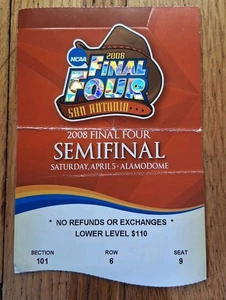 NCAA
2008
FINAL
FOUR
SAN ANTONIO
2008 FINAL FOUR
SEMIFINAL
SATURDAY, APRIL 5 • ALAMODOME
* NO REFUNDS OR EXCHANGES *
LOWER LEVEL $110
SECTION ROW SEAT
101 6 9